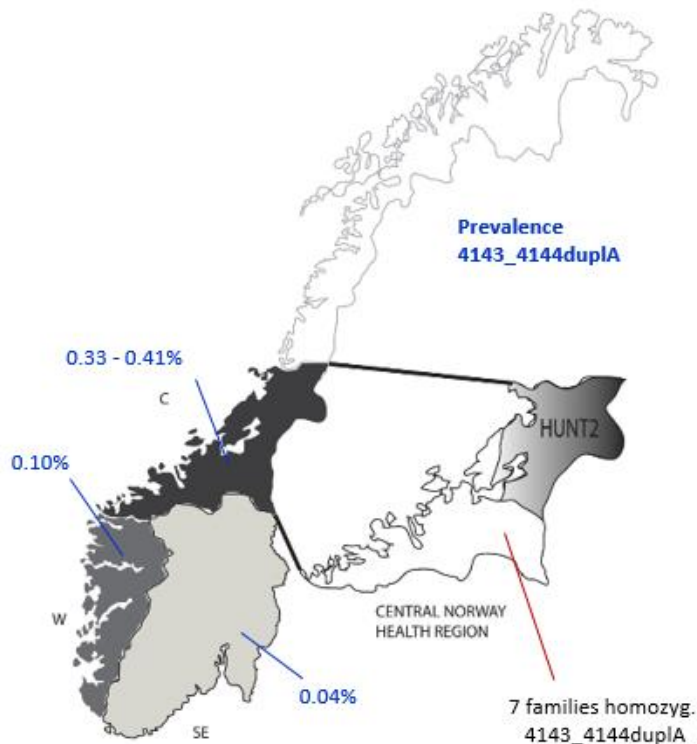 Prevalence
4143_4144duplA
0.33 - 0.41%
C
0.10%
HUNT2
W
CENTRAL NORWAY
HEALTH REGION
0.04%
7 families homozyg.
4143_4144duplA
SE